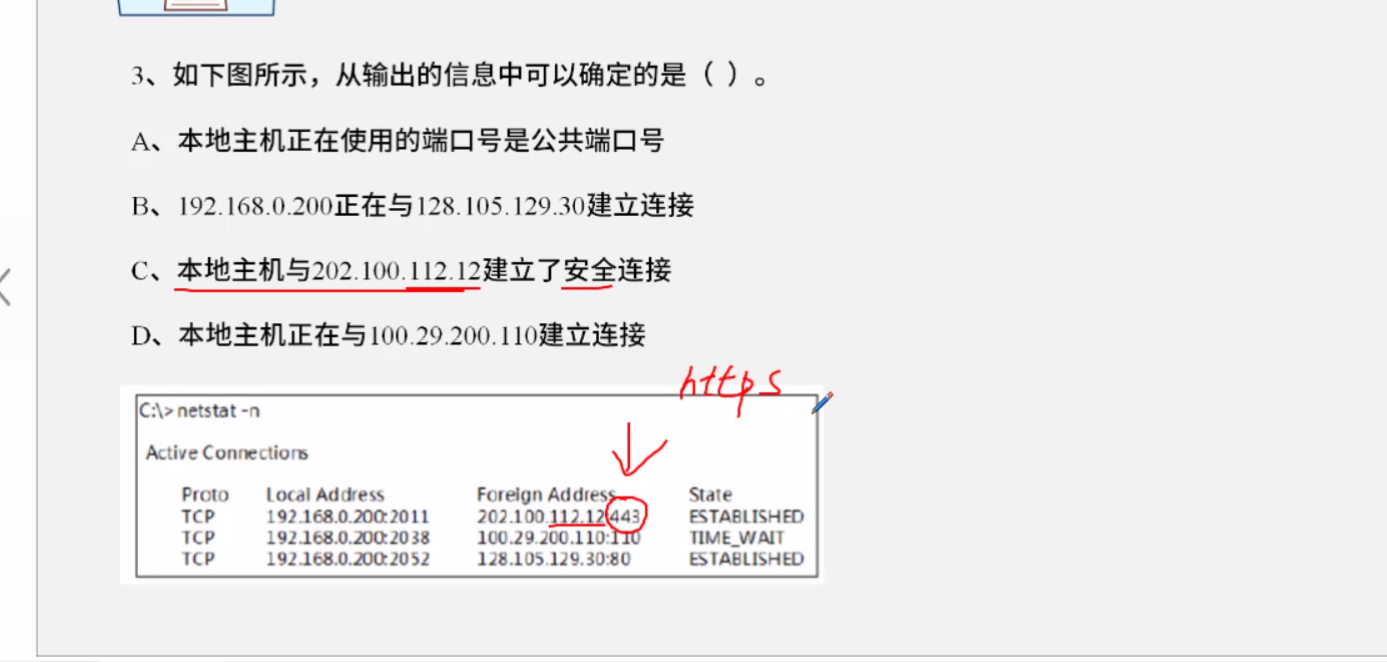 3、如下图所示，从输出的信息中可以确定的是（ ）。
A、本地主机正在使用的端口号是公共端口号
B、192.168.0.200正在与128.105.129.30建立连接
C、本地主机与202.100.112.12建立了安全连接
D、本地主机正在与100.29.200.110建立连接
https
C:\> netstat -n
Active Connections
Proto Local Address Foreign Address State
TCP 192.168.0.200:2011 202.100.112.12:443 ESTABLISHED
TCP 192.168.0.200:2038 100.29.200.110:110 TIME_WAIT
TCP 192.168.0.200:2052 128.105.129.30:80 ESTABLISHED